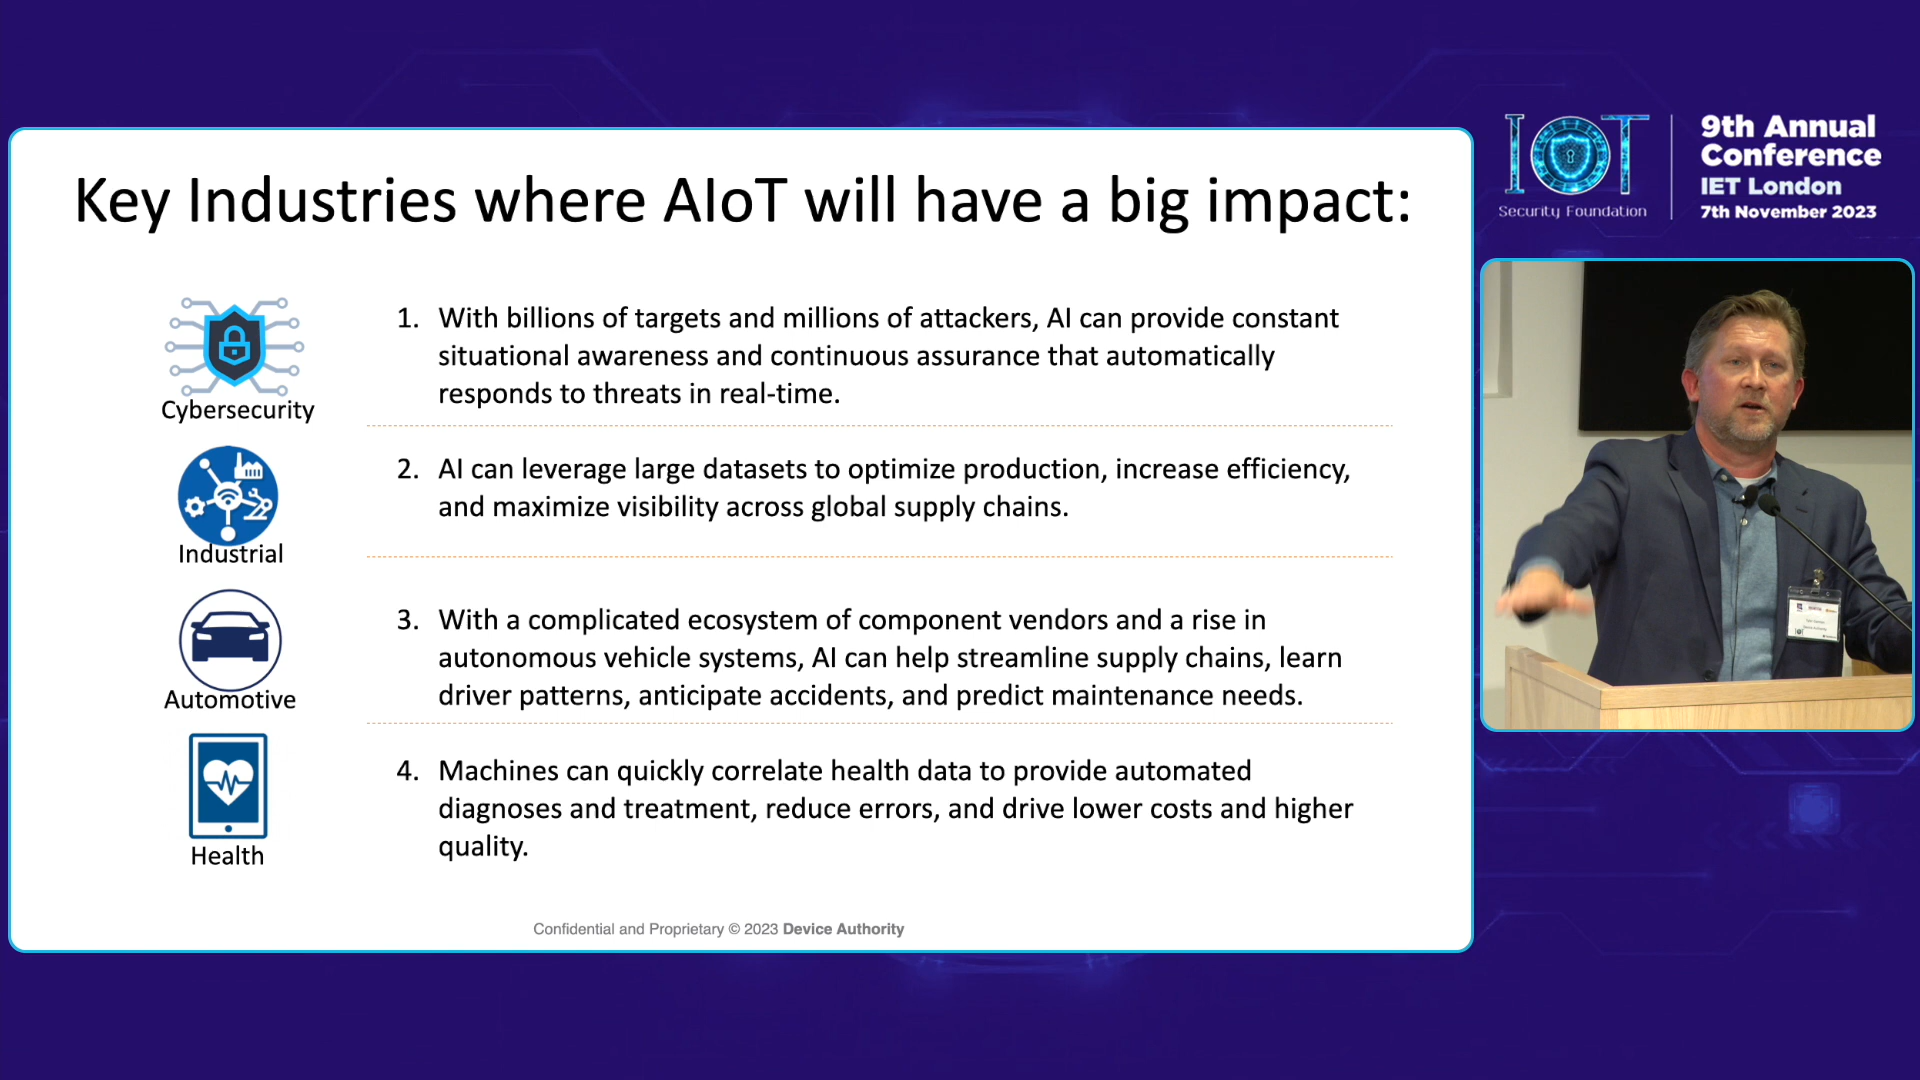 Key Industries where AIoT will have a big impact:
Cybersecurity
1. With billions of targets and millions of attackers, AI can provide constant
situational awareness and continuous assurance that automatically
responds to threats in real-time.
Industrial
2. AI can leverage large datasets to optimize production, increase efficiency,
and maximize visibility across global supply chains.
Automotive
3. With a complicated ecosystem of component vendors and a rise in
autonomous vehicle systems, AI can help streamline supply chains, learn
driver patterns, anticipate accidents, and predict maintenance needs.
Health
4. Machines can quickly correlate health data to provide automated
diagnoses and treatment, reduce errors, and drive lower costs and higher
quality.
Confidential and Proprietary © 2023 Device Authority
IOT
Security Foundation
9th Annual
Conference
IET London
7th November 2023